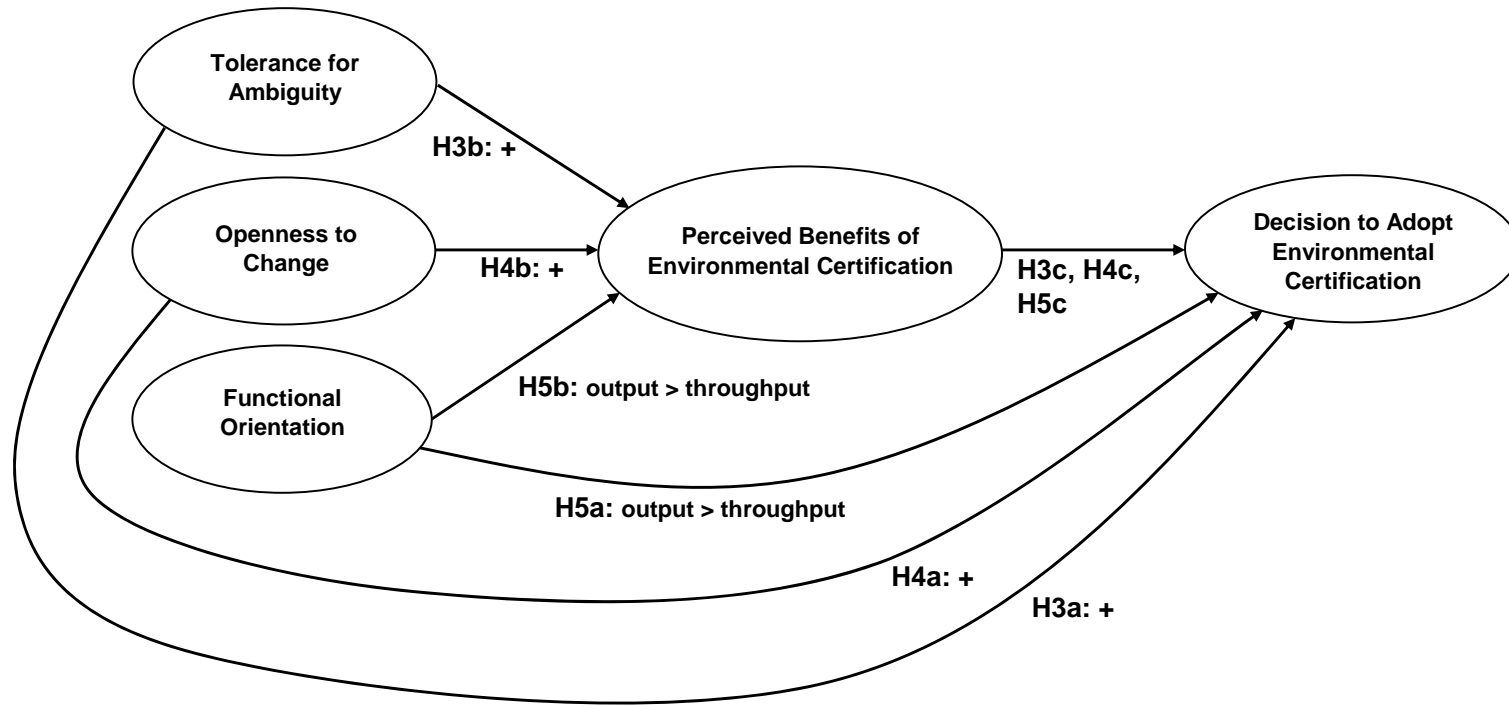 Tolerance for
Ambiguity
H3b: +
Openness to
Change
H4b: +
Perceived Benefits of
Environmental Certification
H3c, H4c,
H5c
Decision to Adopt
Environmental
Certification
Functional
Orientation
H5b: output > throughput
H5a: output > throughput
H4a: +
H3a: +